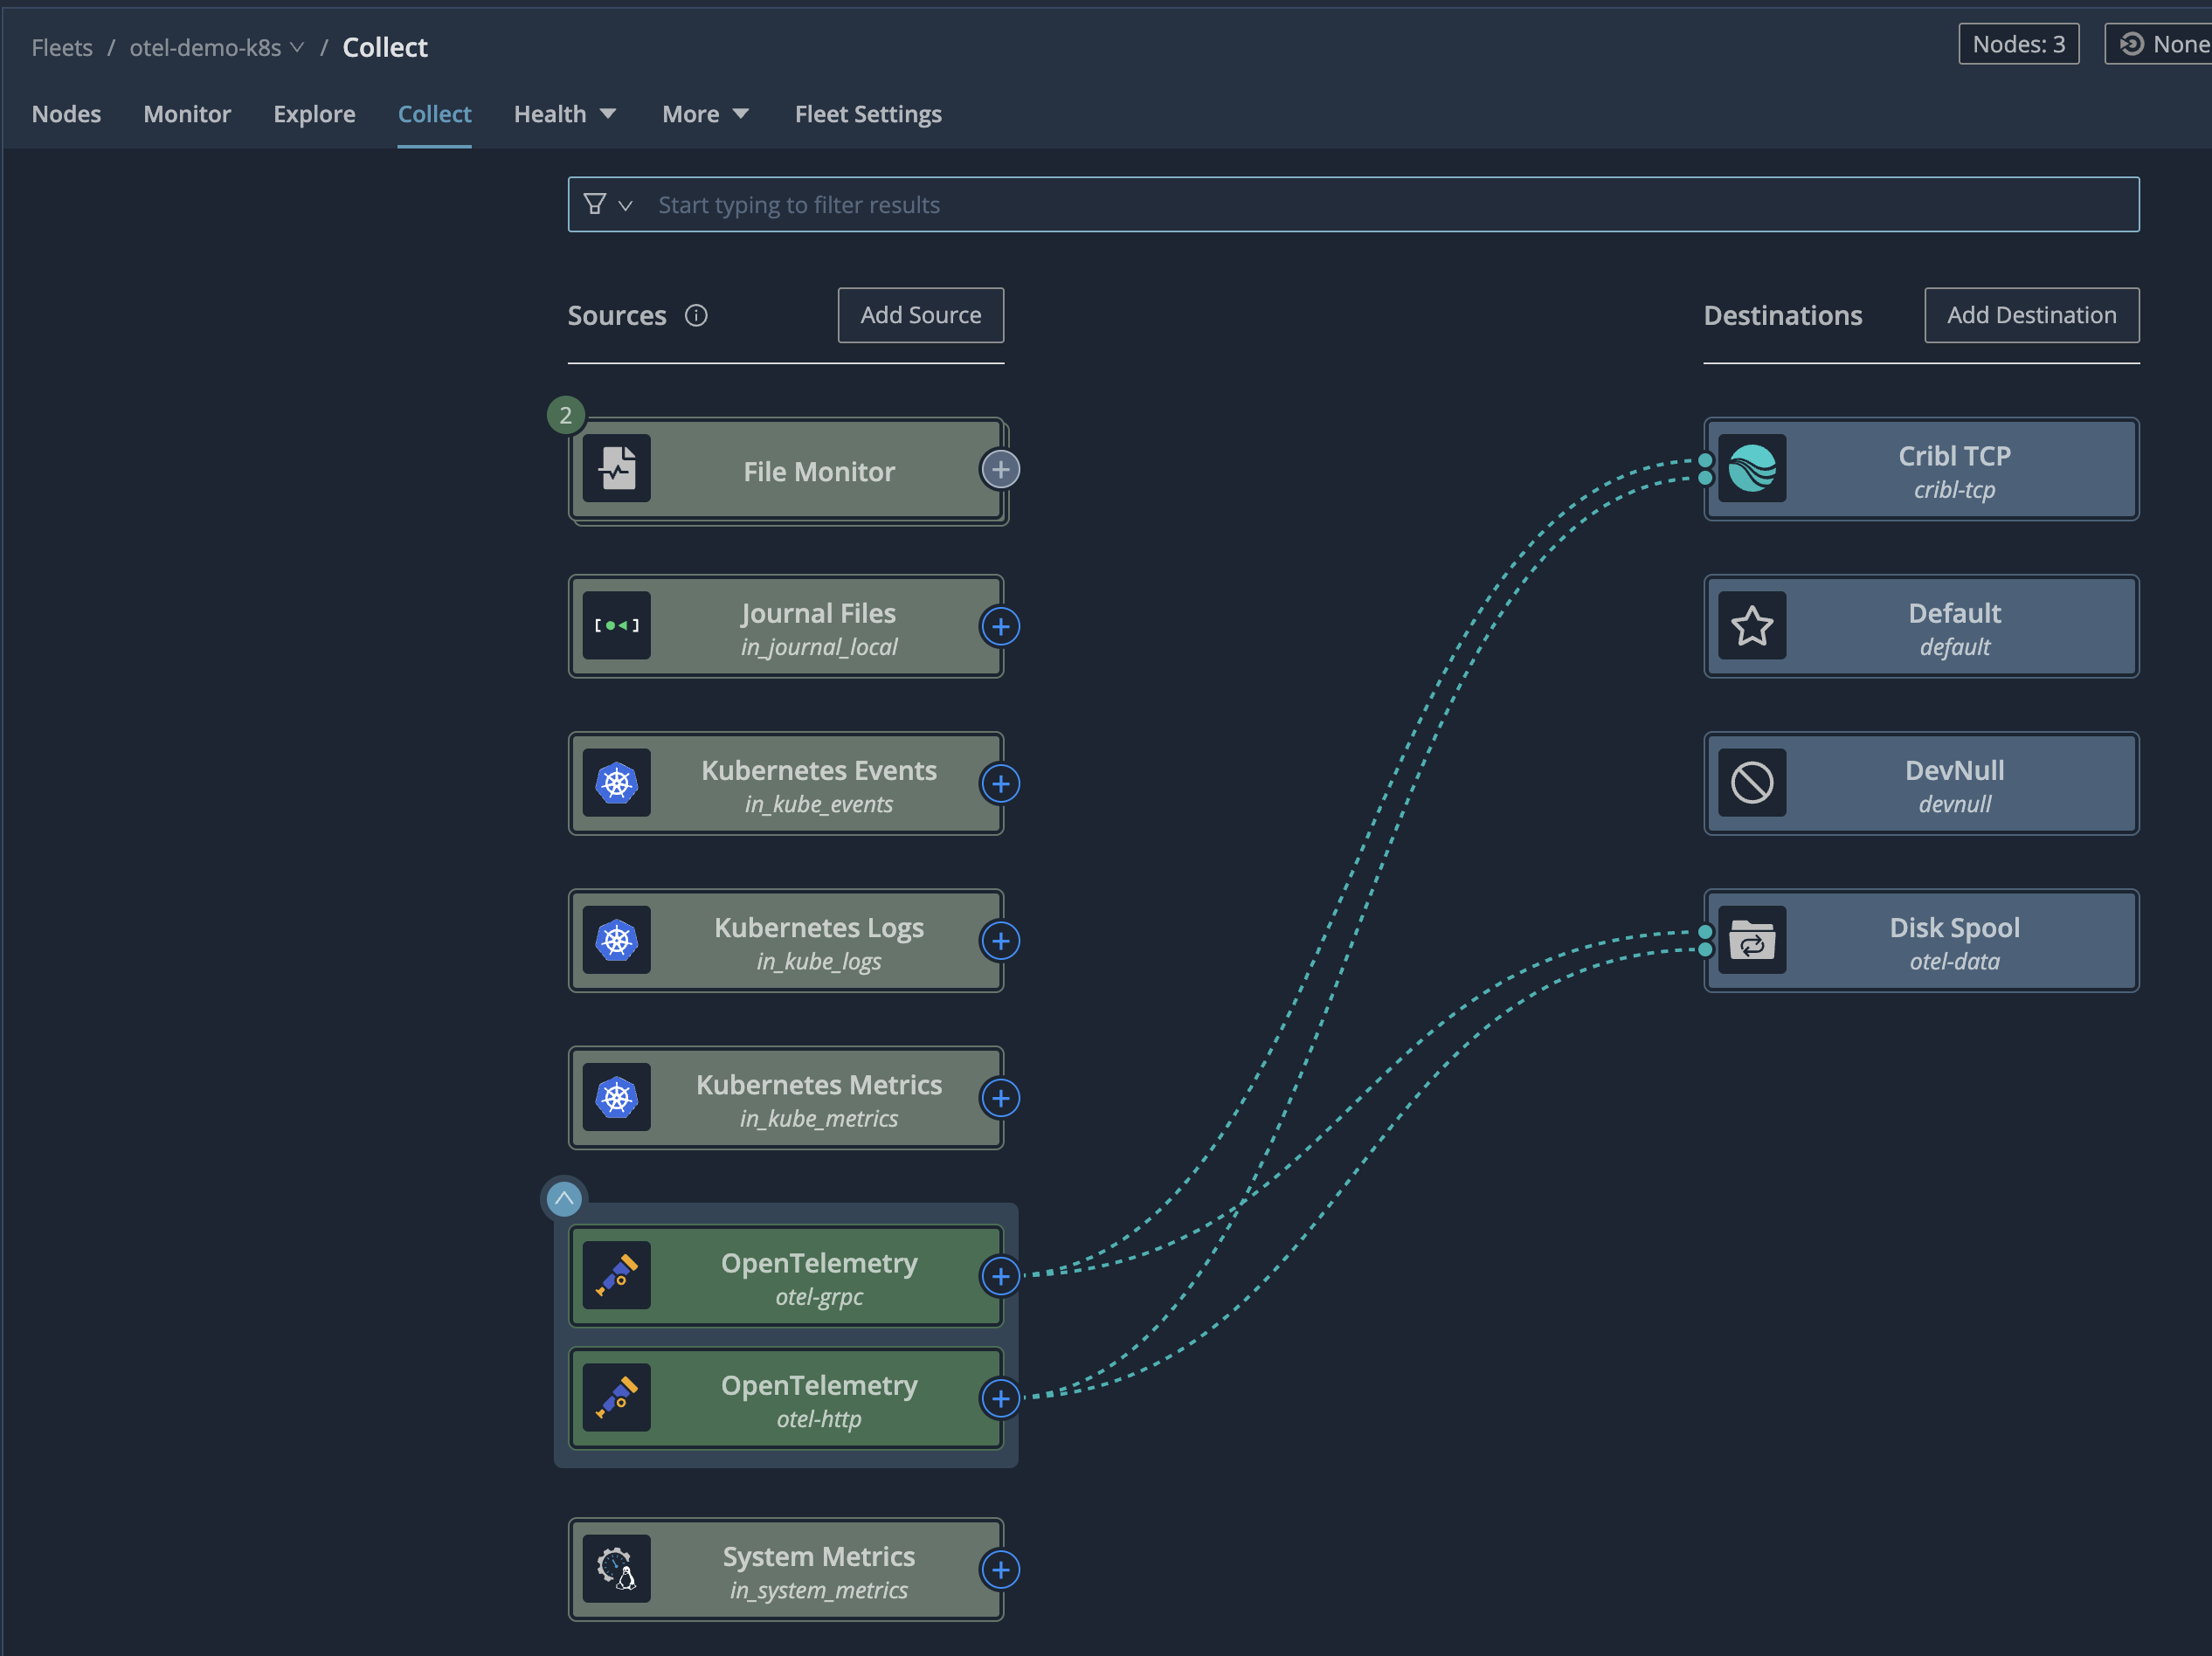 Fleets / otel-demo-k8s / Collect
Nodes: 3
None
Nodes
Monitor
Explore
Collect
Health
More
Fleet Settings
Start typing to filter results
Sources
Add Source
Destinations
Add Destination
2
File Monitor
Journal Files
in_journal_local
Kubernetes Events
in_kube_events
Kubernetes Logs
in_kube_logs
Kubernetes Metrics
in_kube_metrics
OpenTelemetry
otel-grpc
OpenTelemetry
otel-http
System Metrics
in_system_metrics
Cribl TCP
cribl-tcp
Default
default
DevNull
devnull
Disk Spool
otel-data